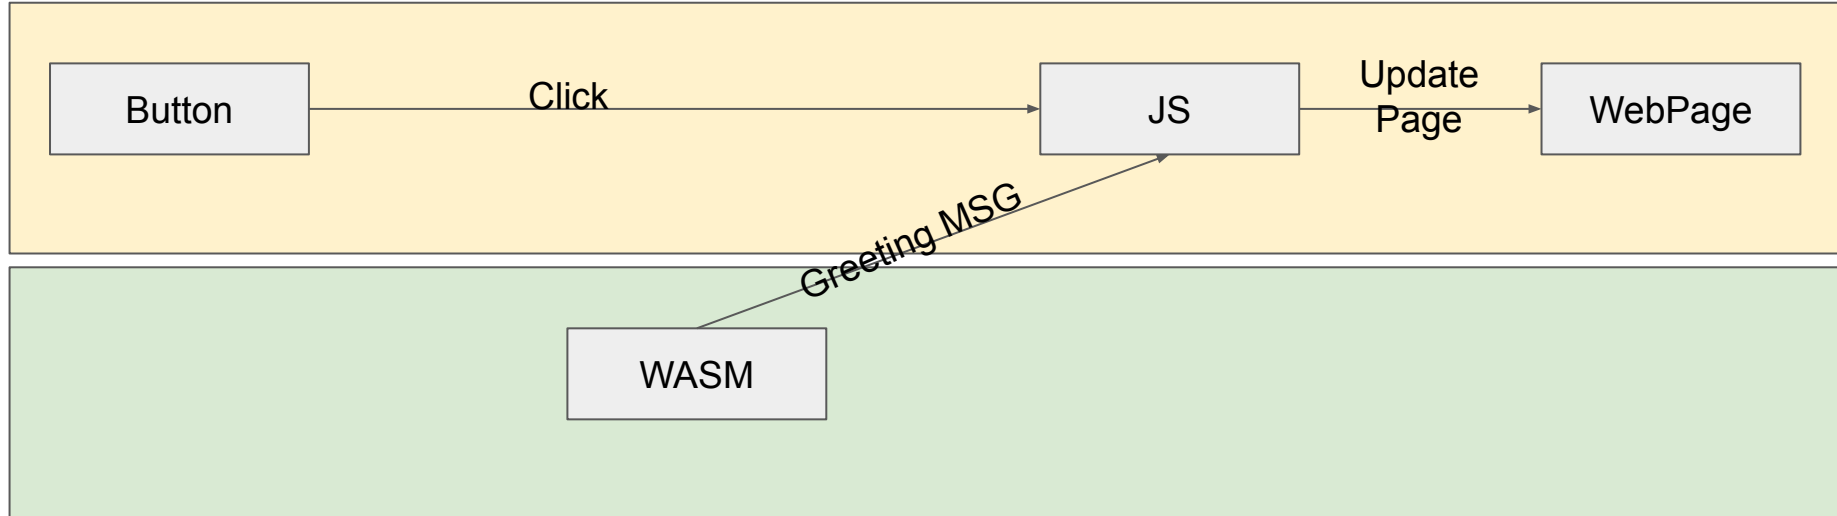 Button
Click
JS
Update
Page
WebPage
Greeting MSG
WASM